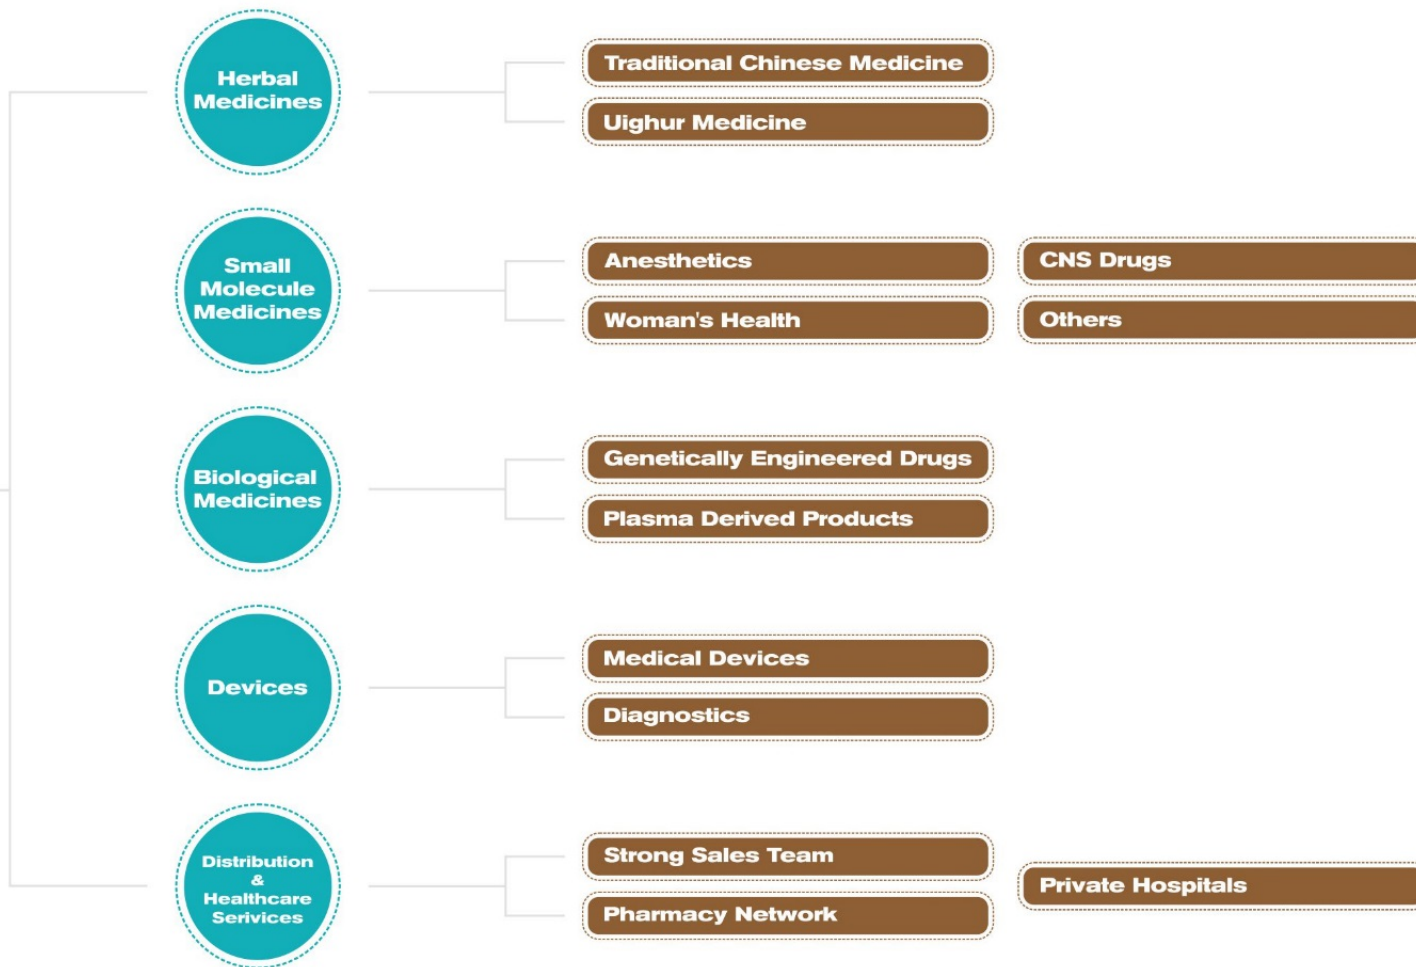 Herbal
Medicines
Traditional Chinese Medicine
Uighur Medicine
Small
Molecule
Medicines
Anesthetics
CNS Drugs
Woman's Health
Others
Biological
Medicines
Genetically Engineered Drugs
Plasma Derived Products
Devices
Medical Devices
Diagnostics
Distribution
&
Healthcare
Serivices
Strong Sales Team
Pharmacy Network
Private Hospitals